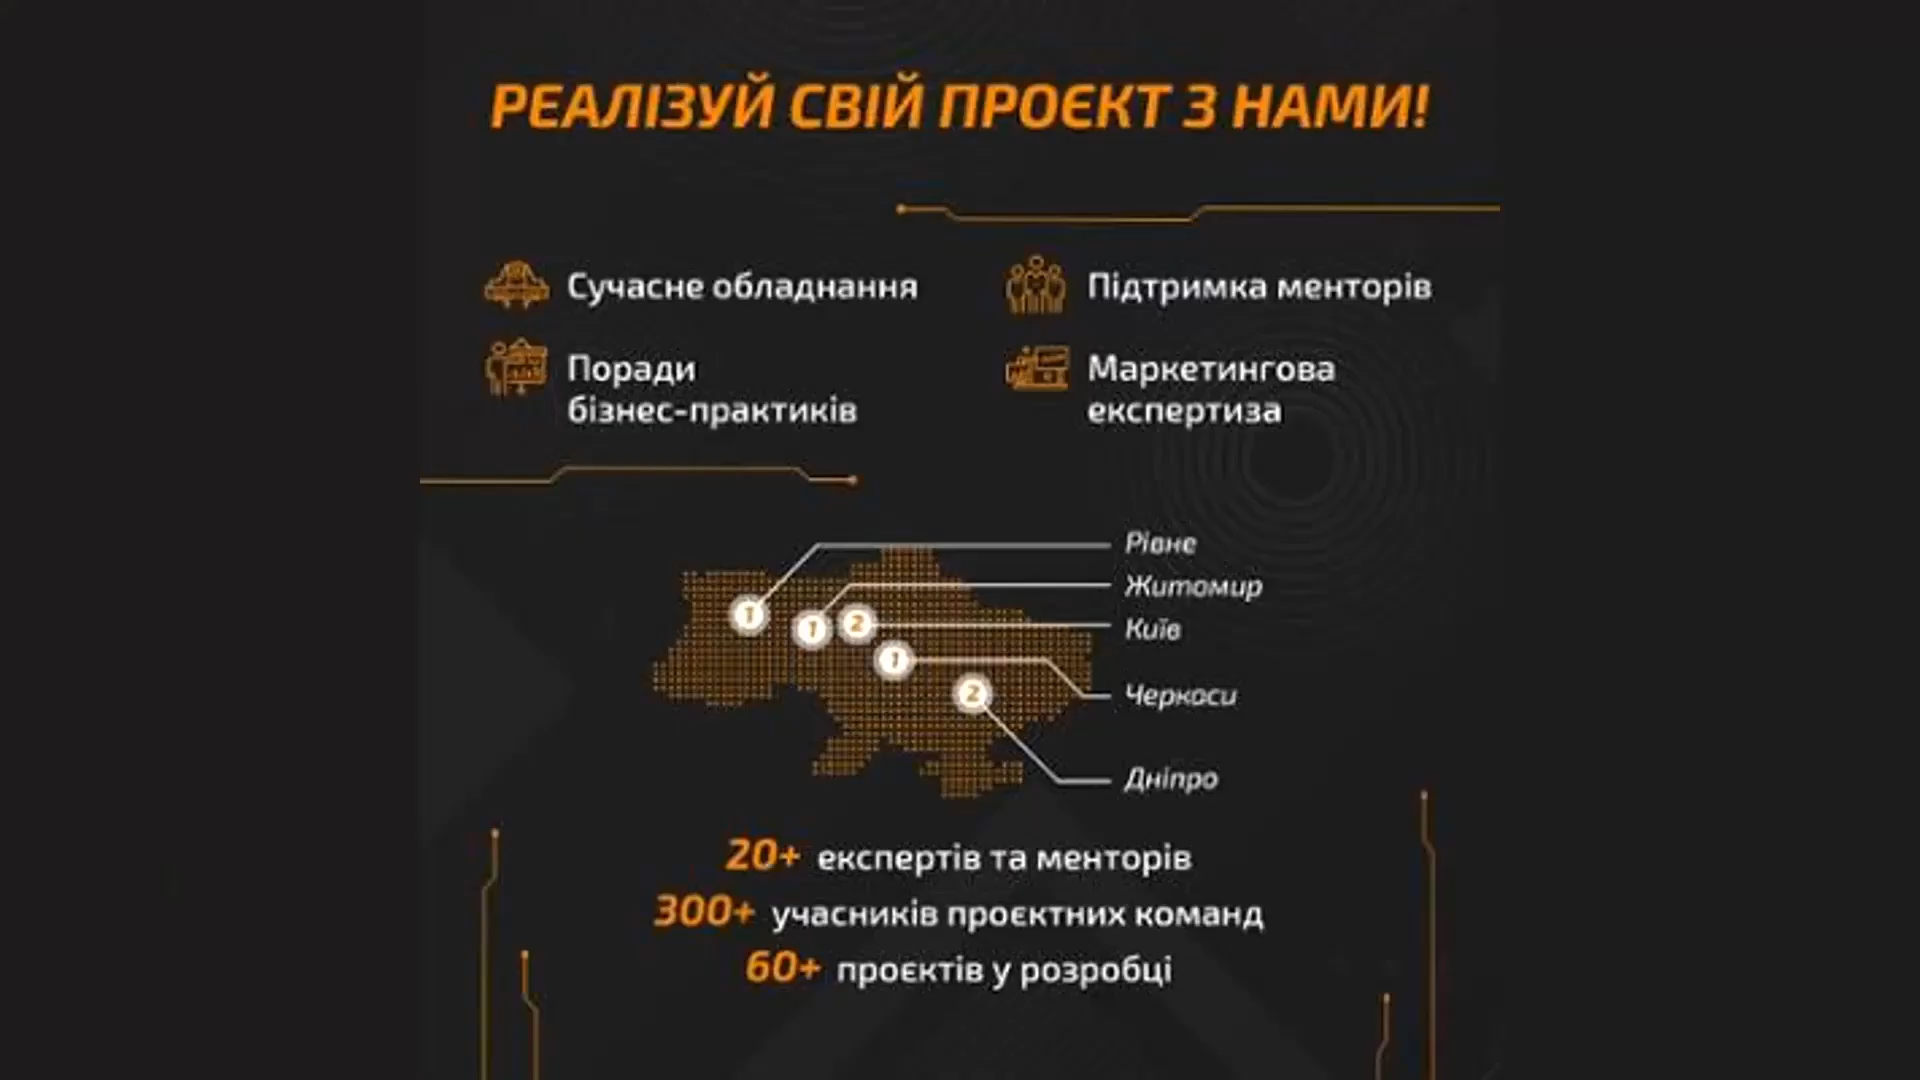 РЕАЛІЗУЙ СВІЙ ПРОЄКТ З НАМИ!
Сучасне обладнання
Підтримка менторів
Поради
бізнес-практиків
Маркетингова
експертиза
Рівне
Житомир
Київ
Черкаси
Дніпро
1
1
2
1
2
20+ експертів та менторів
300+ учасників проєктних команд
60+ проєктів у розробці